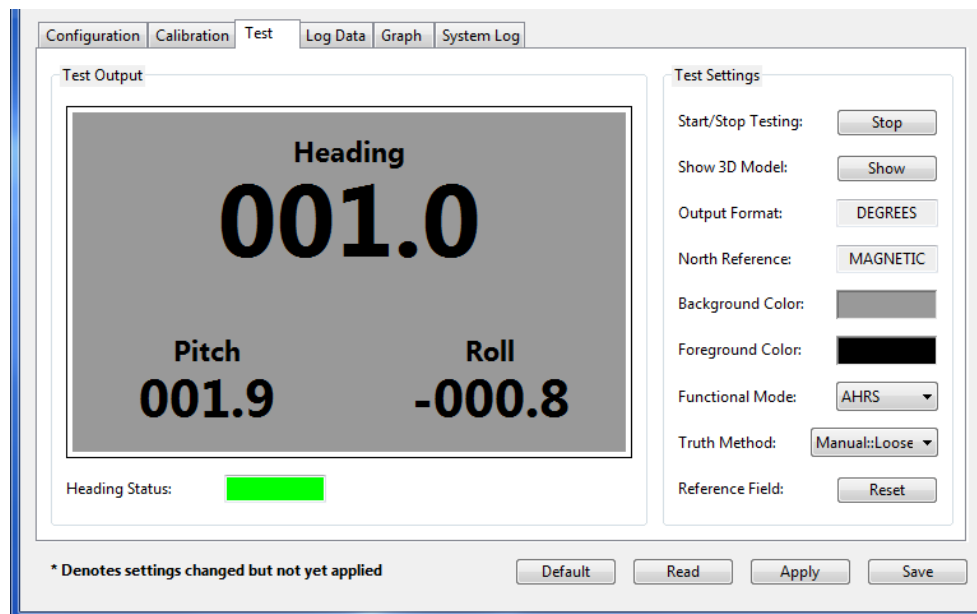 Configuration Calibration Test Log Data Graph System Log
Test Output
Heading
001.0
Pitch Roll
001.9 -000.8
Heading Status:
Test Settings
Start/Stop Testing: Stop
Show 3D Model: Show
Output Format: DEGREES
North Reference: MAGNETIC
Background Color:
Foreground Color:
Functional Mode: AHRS
Truth Method: Manual::Loose
Reference Field: Reset
* Denotes settings changed but not yet applied Default Read Apply Save